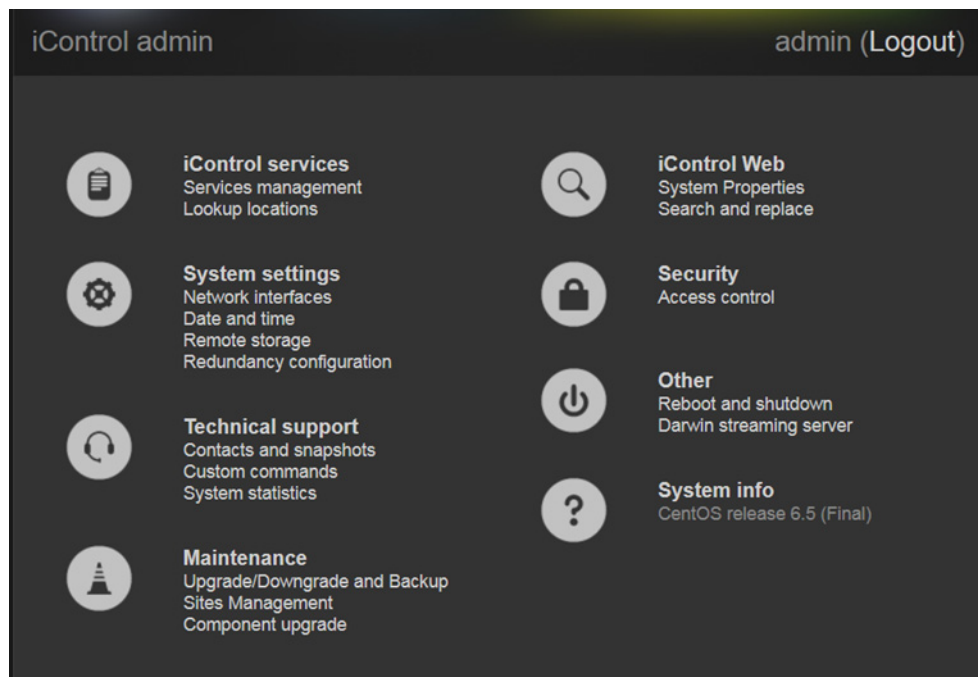 iControl admin
admin (Logout)
iControl services
Services management
Lookup locations
System settings
Network interfaces
Date and time
Remote storage
Redundancy configuration
Technical support
Contacts and snapshots
Custom commands
System statistics
Maintenance
Upgrade/Downgrade and Backup
Sites Management
Component upgrade
iControl Web
System Properties
Search and replace
Security
Access control
Other
Reboot and shutdown
Darwin streaming server
System info
CentOS release 6.5 (Final)